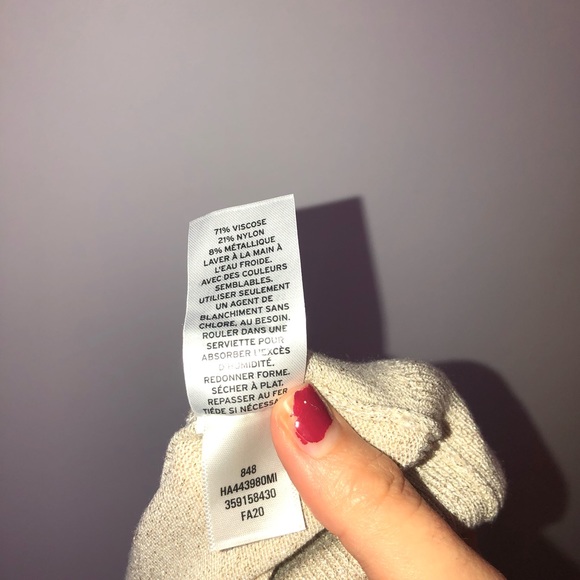 71% VISCOSE
21% NYLON
8% MÉTALLIQUE
LAVER À LA MAIN À
L'EAU FROIDE.
AVEC DES COULEURS
SEMBLABLES.
UTILISER SEULEMENT
UN AGENT DE
BLANCHIMENT SANS
CHLORE, AU BESOIN.
ROULER DANS UNE
SERVIETTE POUR
ABSORBER L'EXCÈS
D'HUMIDITÉ.
REDONNER FORME.
SÉCHER À PLAT.
REPASSER AU FER
TIÉDE SI NÉCESSA
848
HA443980MI
359158430
FA20